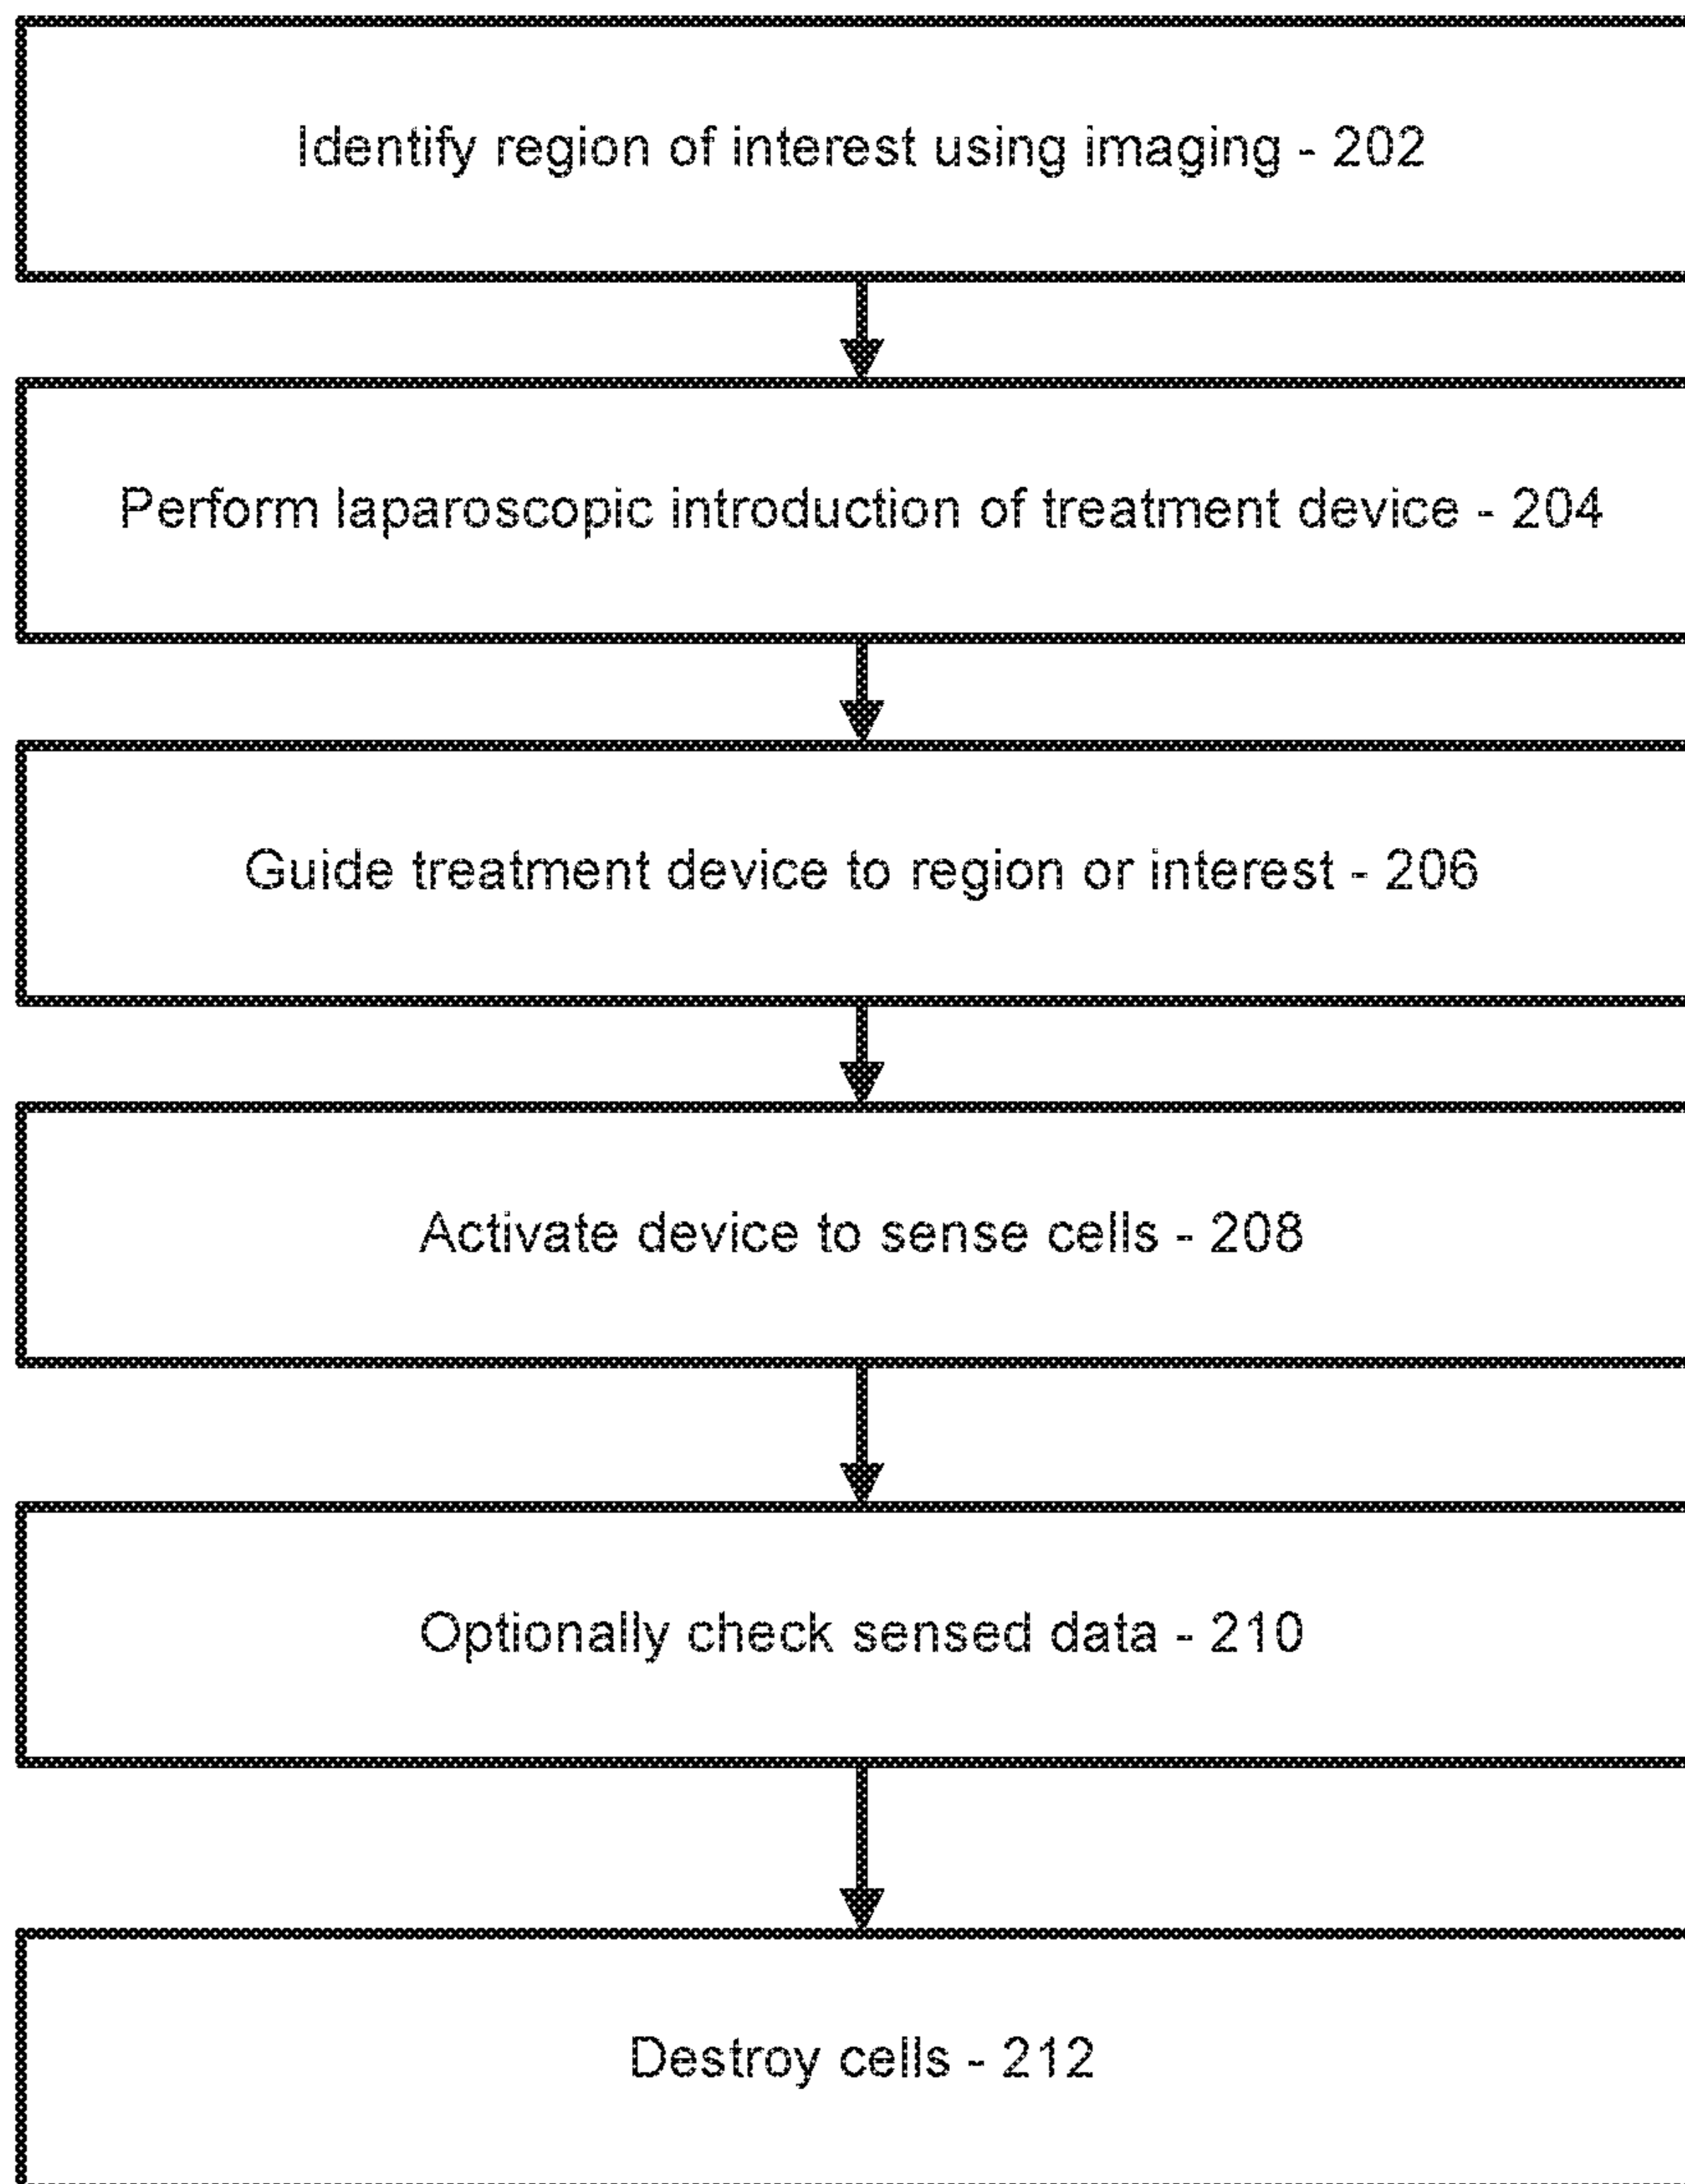 Identify region of interest using imaging - 202
Perform laparoscopic introduction of treatment device - 204
Guide treatment device to region or interest - 206
Activate device to sense cells - 208
Optionally check sensed data - 210
Destroy cells - 212